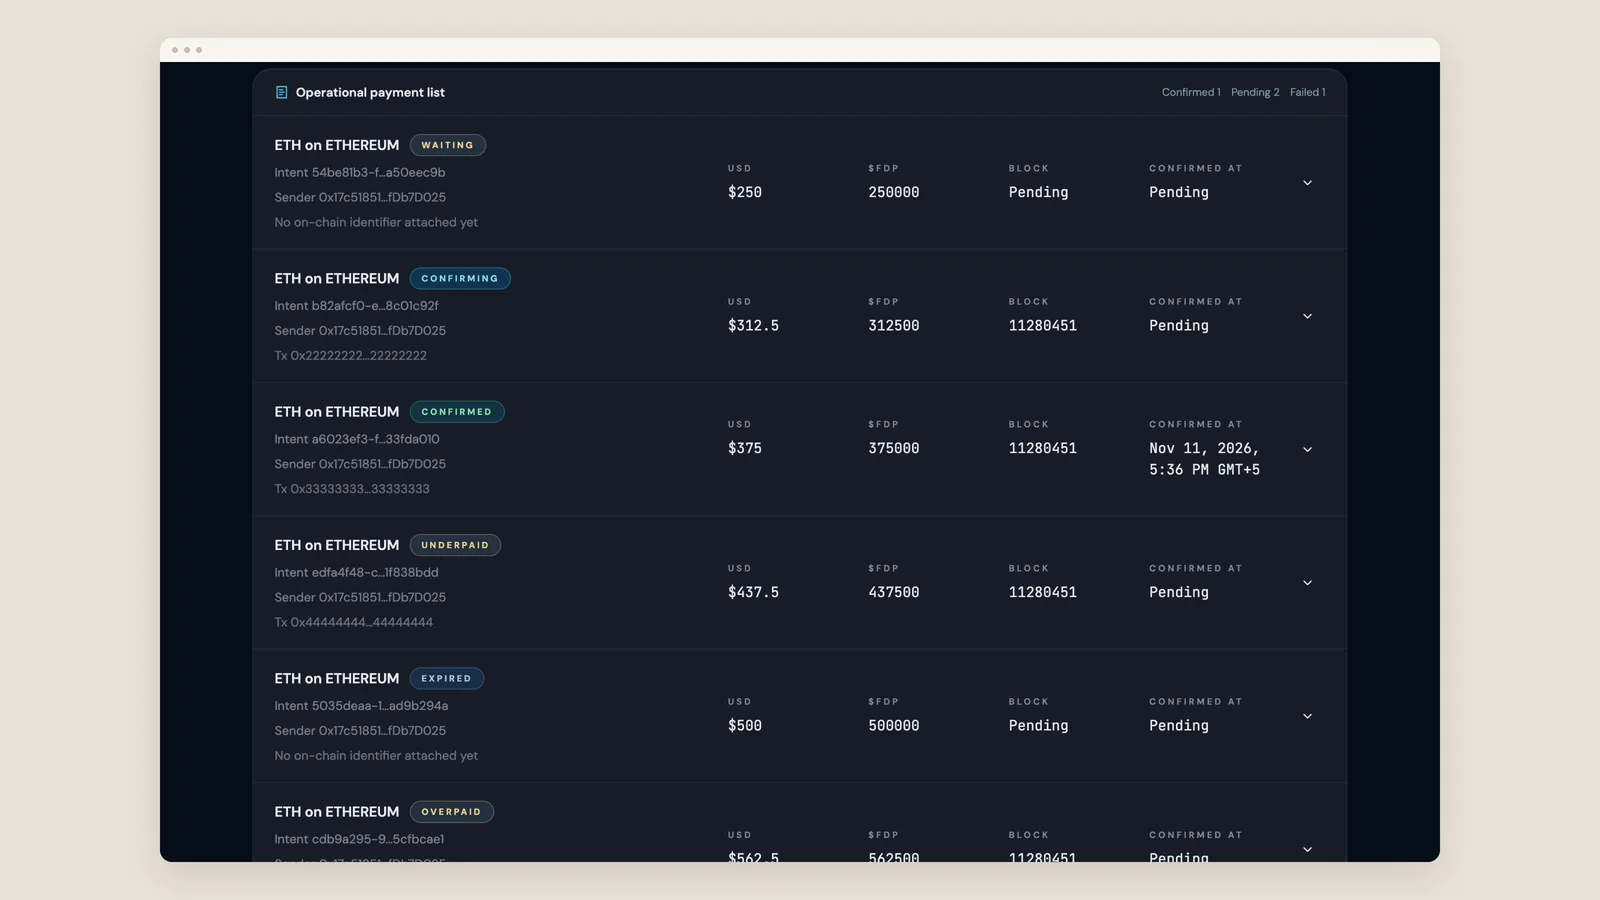 Operational payment list
Confirmed 1 Pending 2 Failed 1
ETH on ETHEREUM WAITING
Intent 54be81b3-f...a50eec9b
Sender 0x17c51851...fDb7D025
No on-chain identifier attached yet
USD $FDP BLOCK CONFIRMED AT
$250 250000 Pending Pending
ETH on ETHEREUM CONFIRMING
Intent b82afcf0-e...8c01c92f
Sender 0x17c51851...fDb7D025
Tx 0x22222222...22222222
USD $FDP BLOCK CONFIRMED AT
$312.5 312500 11280451 Pending
ETH on ETHEREUM CONFIRMED
Intent a6023ef3-f...33fda010
Sender 0x17c51851...fDb7D025
Tx 0x33333333...33333333
USD $FDP BLOCK CONFIRMED AT
$375 375000 11280451 Nov 11, 2026,
5:36 PM GMT+5
ETH on ETHEREUM UNDERPAID
Intent edfa4f48-c...1f838bdd
Sender 0x17c51851...fDb7D025
Tx 0x44444444...44444444
USD $FDP BLOCK CONFIRMED AT
$437.5 437500 11280451 Pending
ETH on ETHEREUM EXPIRED
Intent 5035deaa-1...ad9b294a
Sender 0x17c51851...fDb7D025
No on-chain identifier attached yet
USD $FDP BLOCK CONFIRMED AT
$500 500000 Pending Pending
ETH on ETHEREUM OVERPAID
Intent cdb9a295-9...5cfbcae1
USD $FDP BLOCK CONFIRMED AT
$562.5 562500 11280451 Pending